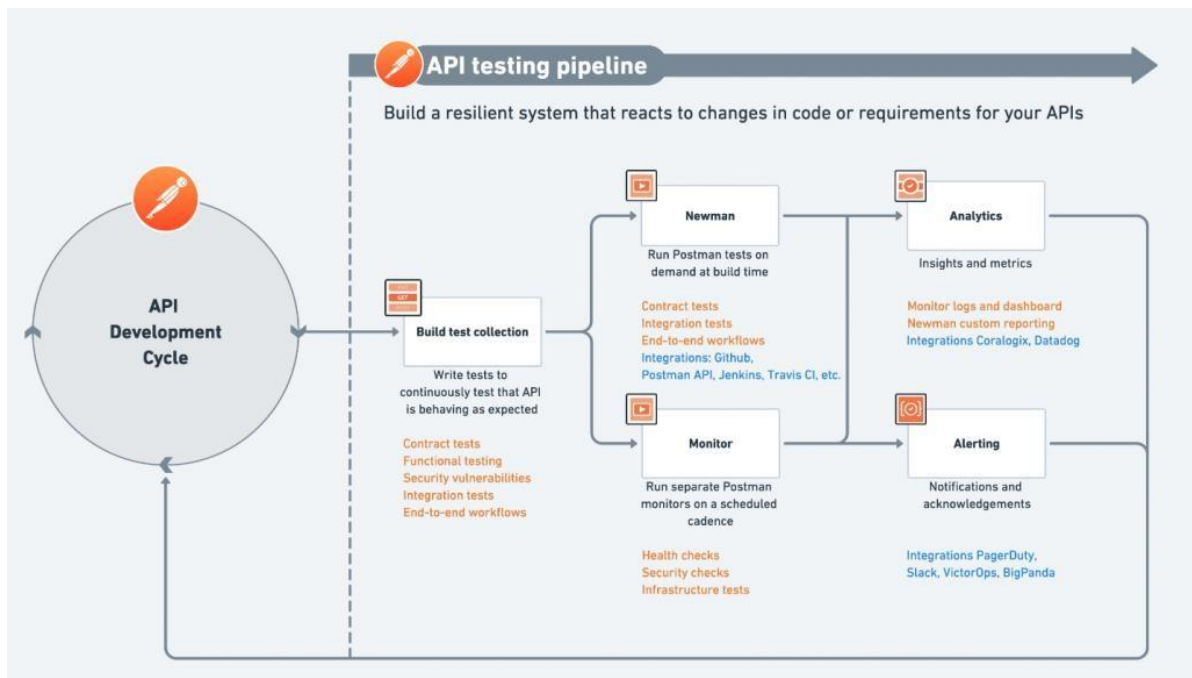 API testing pipeline
Build a resilient system that reacts to changes in code or requirements for your APIs
API
Development
Cycle
GET
Build test collection
Write tests to
continuously test that API
is behaving as expected
Contract tests
Functional testing
Security vulnerabilities
Integration tests
End-to-end workflows
Newman
Run Postman tests on
demand at build time
Contract tests
Integration tests
End-to-end workflows
Integrations: Github,
Postman API, Jenkins, Travis CI, etc.
Monitor
Run separate Postman
monitors on a scheduled
cadence
Health checks
Security checks
Infrastructure tests
Analytics
Insights and metrics
Monitor logs and dashboard
Newman custom reporting
Integrations Coralogix, Datadog
Alerting
Notifications and
acknowledgements
Integrations PagerDuty,
Slack, VictorOps, BigPanda